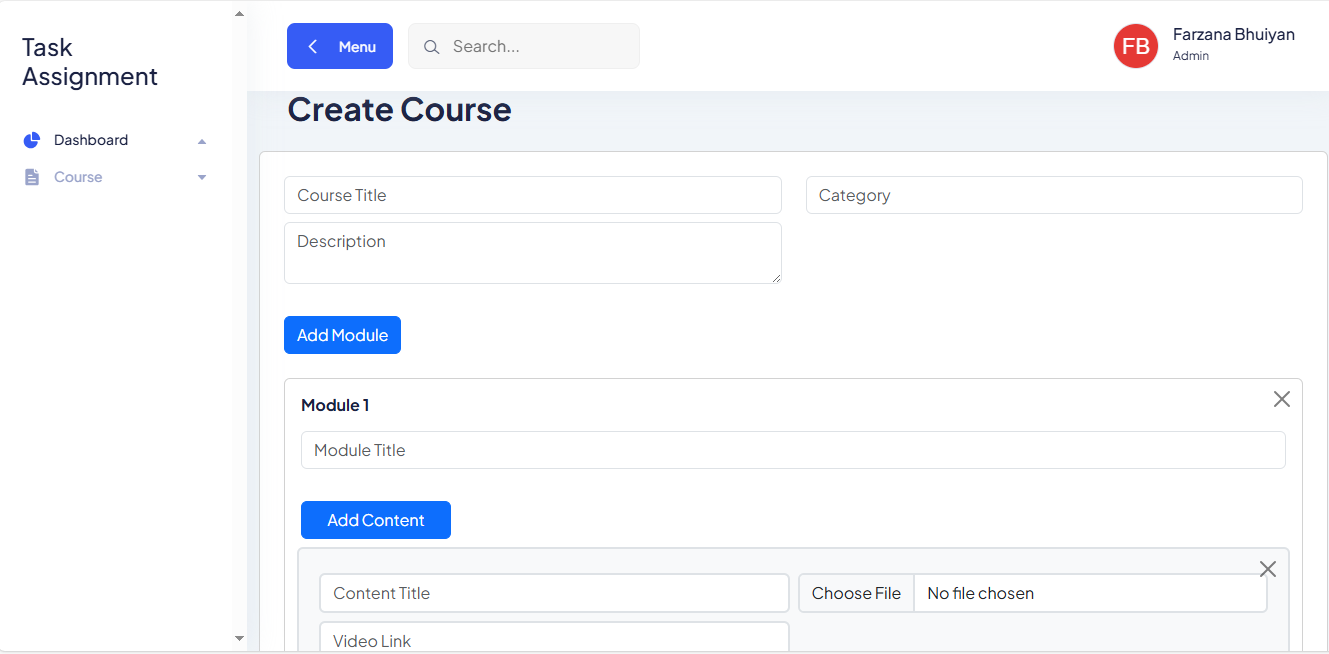 Task
Assignment
Dashboard
Course
Menu
Search...
FB
Farzana Bhuiyan
Admin
Create Course
Course Title
Category
Description
Add Module
Module 1
Module Title
Add Content
Content Title
Choose File
No file chosen
Video Link